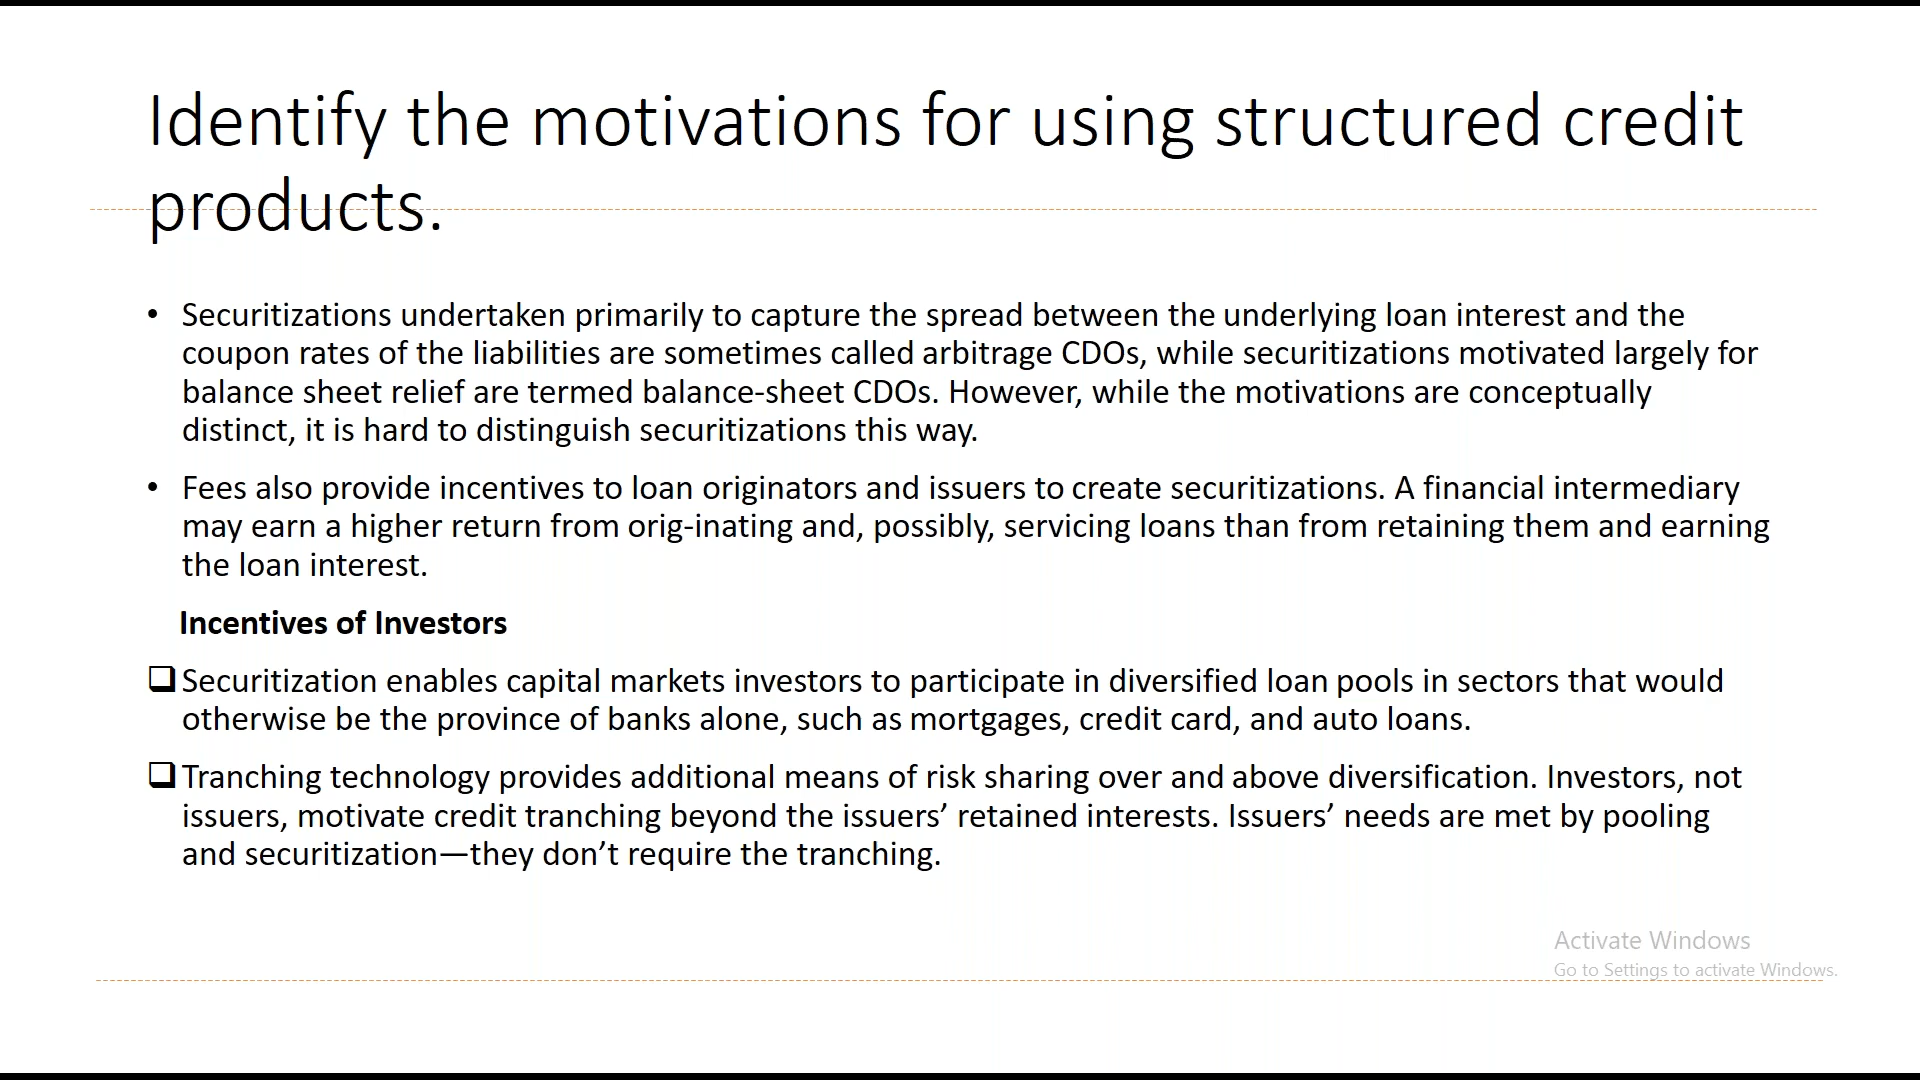 Identify the motivations for using structured credit
products.
• Securitizations undertaken primarily to capture the spread between the underlying loan interest and the
coupon rates of the liabilities are sometimes called arbitrage CDOs, while securitizations motivated largely for
balance sheet relief are termed balance-sheet CDOs. However, while the motivations are conceptually
distinct, it is hard to distinguish securitizations this way.
• Fees also provide incentives to loan originators and issuers to create securitizations. A financial intermediary
may earn a higher return from orig-inating and, possibly, servicing loans than from retaining them and earning
the loan interest.
Incentives of Investors
❑ Securitization enables capital markets investors to participate in diversified loan pools in sectors that would
otherwise be the province of banks alone, such as mortgages, credit card, and auto loans.
❑ Tranching technology provides additional means of risk sharing over and above diversification. Investors, not
issuers, motivate credit tranching beyond the issuers’ retained interests. Issuers’ needs are met by pooling
and securitization—they don’t require the tranching.
Activate Windows
Go to Settings to activate Windows.